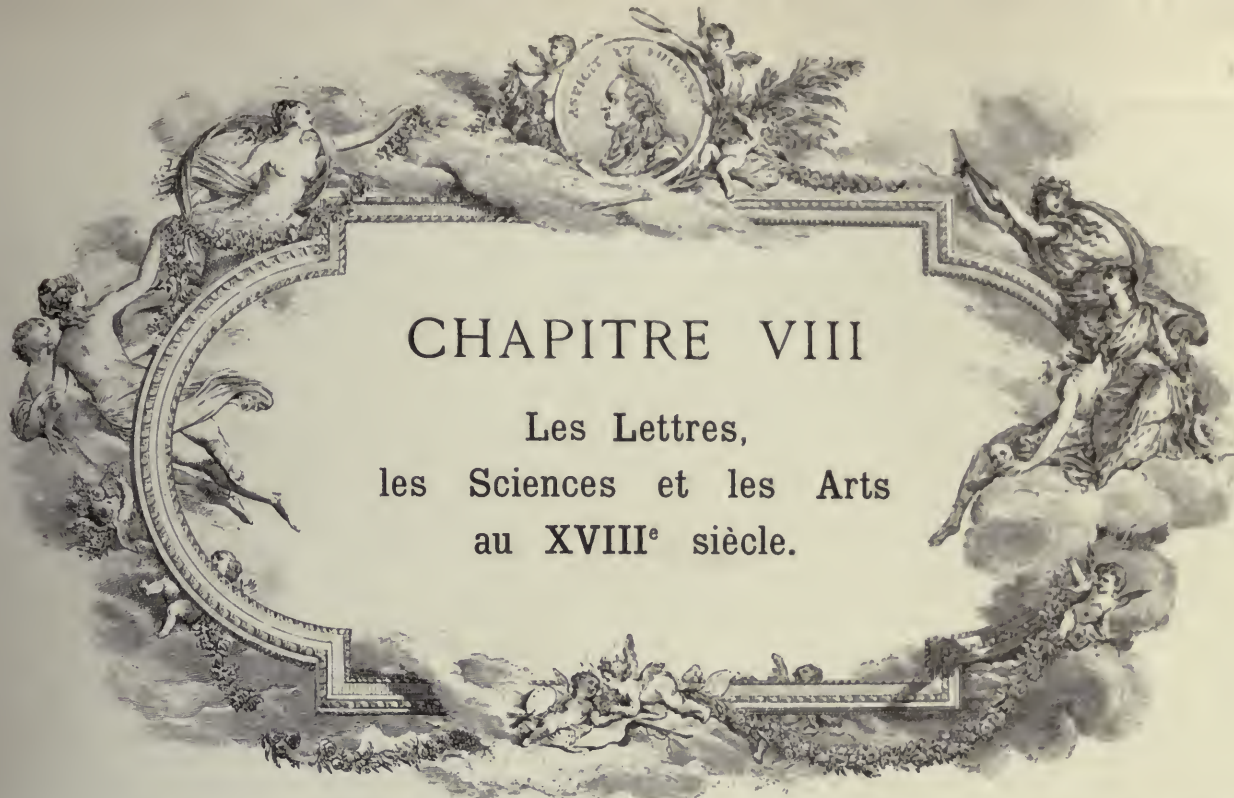 CHAPITRE VIII
Les Lettres,
les Sciences et les Arts
au XVIIIᵉ siècle.